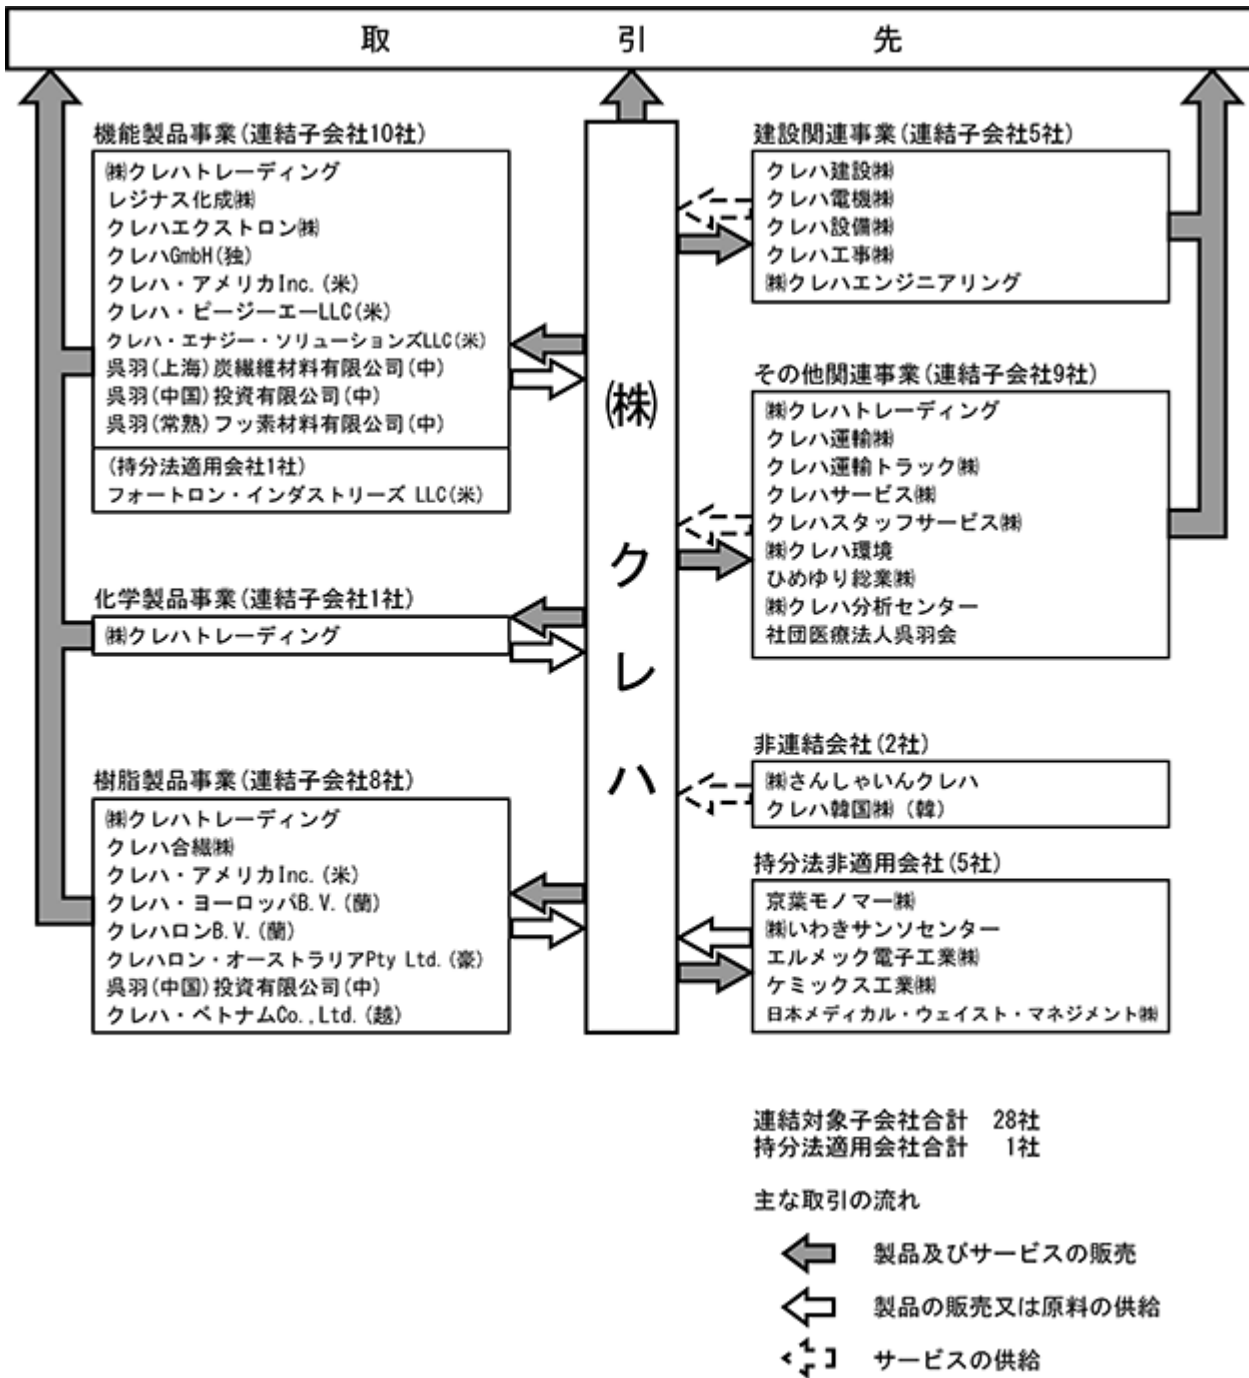 取引先
機能製品事業(連結子会社10社)
㈱クレハトレーディング
レジナス化成㈱
クレハエクストロン㈱
クレハGmbH(独)
クレハ・アメリカInc.(米)
クレハ・ピージーエーLLC(米)
クレハ・エナジー・ソリューションズLLC(米)
呉羽(上海)炭繊維材料有限公司(中)
呉羽(中国)投資有限公司(中)
呉羽(常熟)フッ素材料有限公司(中)
(持分法適用会社1社)
フォートロン・インダストリーズ LLC(米)
化学製品事業(連結子会社1社)
㈱クレハトレーディング
樹脂製品事業(連結子会社8社)
㈱クレハトレーディング
クレハ合繊㈱
クレハ・アメリカInc.(米)
クレハ・ヨーロッパB.V.(蘭)
クレハロンB.V.(蘭)
クレハロン・オーストラリアPty Ltd.(豪)
呉羽(中国)投資有限公司(中)
クレハ・ベトナムCo.,Ltd.(越)
㈱クレハ
建設関連事業(連結子会社5社)
クレハ建設㈱
クレハ電機㈱
クレハ設備㈱
クレハ工事㈱
㈱クレハエンジニアリング
その他関連事業(連結子会社9社)
㈱クレハトレーディング
クレハ運輸㈱
クレハ運輸トラック㈱
クレハサービス㈱
クレハスタッフサービス㈱
㈱クレハ環境
ひめゆり総業㈱
㈱クレハ分析センター
社団医療法人呉羽会
非連結会社(2社)
㈱さんしゃいんクレハ
クレハ韓国㈱(韓)
持分法非適用会社(5社)
京葉モノマー㈱
㈱いわきサンソセンター
エルメック電子工業㈱
ケミックス工業㈱
日本メディカル・ウェイスト・マネジメント㈱
連結対象子会社合計 28社
持分法適用会社合計 1社
主な取引の流れ
製品及びサービスの販売
製品の販売又は原料の供給
サービスの供給